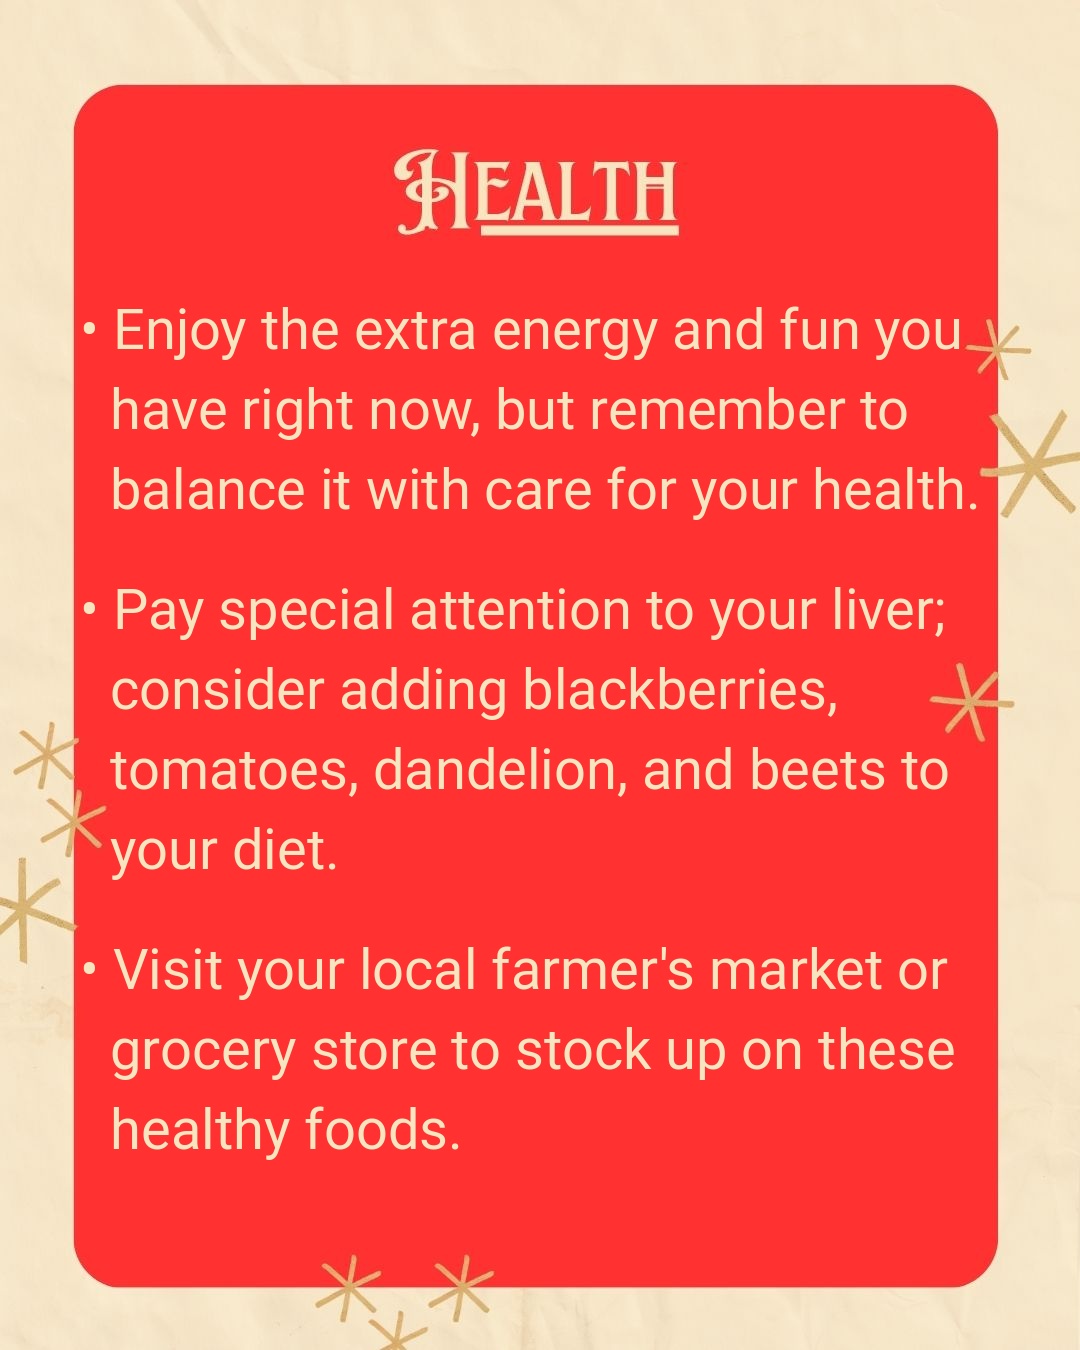 Health
• Enjoy the extra energy and fun you
have right now, but remember to
balance it with care for your health.
• Pay special attention to your liver;
consider adding blackberries,
tomatoes, dandelion, and beets to
your diet.
• Visit your local farmer's market or
grocery store to stock up on these
healthy foods.